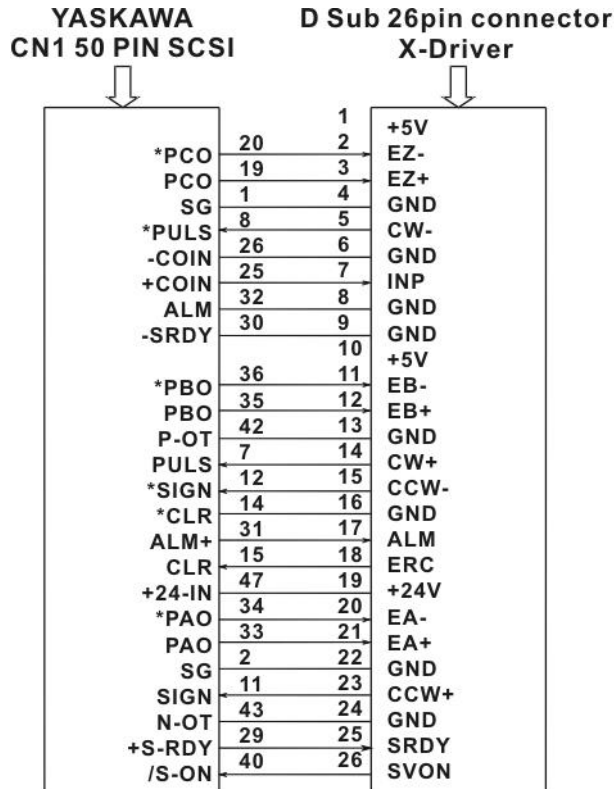 YASKAWA D Sub 26pin connector
CN1 50 PIN SCSI X-Driver
1 +5V
*PCO 20 2 EZ-
PCO 19 3 EZ+
SG 1 4 GND
*PULS 8 5 CW-
-COIN 26 6 GND
+COIN 25 7 INP
ALM 32 8 GND
-SRDY 30 9 GND
10 +5V
*PBO 36 11 EB-
PBO 35 12 EB+
P-OT 42 13 GND
PULS 7 14 CW+
*SIGN 12 15 CCW-
*CLR 14 16 GND
ALM+ 31 17 ALM
CLR 15 18 ERC
+24-IN 47 19 +24V
*PAO 34 20 EA-
PAO 33 21 EA+
SG 2 22 GND
SIGN 11 23 CCW+
N-OT 43 24 GND
+S-RDY 29 25 SRDY
/S-ON 40 26 SVON